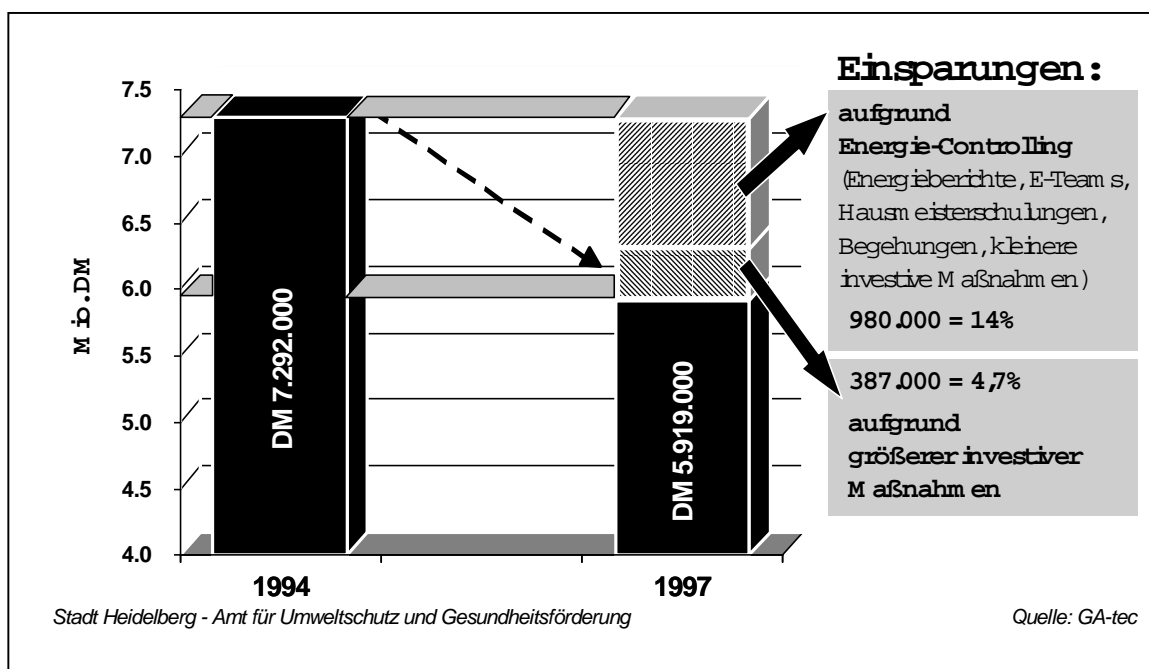 Einsparungen:
aufgrund
Energie-Controlling
(Energieberichte, E-Teams,
Hausmeisterschulungen,
Begehungen, kleinere
investive Maßnahmen)
980.000 = 14%
387.000 = 4,7%
aufgrund
größerer investiver
Maßnahmen
Mio.DM
7.5
7.0
6.5
6.0
5.5
5.0
4.5
4.0
DM 7.292.000
DM 5.919.000
1994
1997
Stadt Heidelberg - Amt für Umweltschutz und Gesundheitsförderung
Quelle: GA-tec